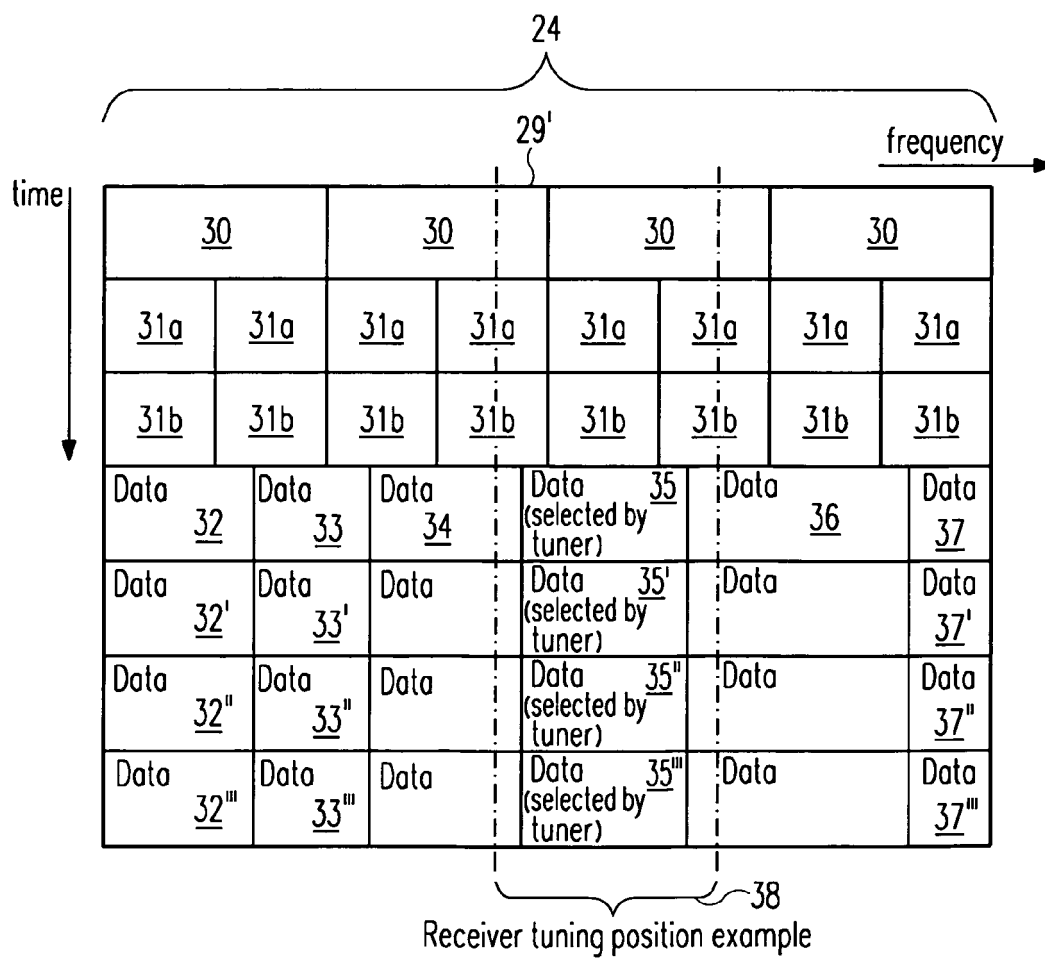 24
29'
frequency
time
30 30 30 30
31a 31a 31a 31a 31a 31a 31a 31a
31b 31b 31b 31b 31b 31b 31b 31b
Data 32 Data 33 Data 34 Data 35 (selected by tuner) Data 36 Data 37
Data 32' Data 33' Data Data 35' (selected by tuner) Data Data 37'
Data 32" Data 33" Data Data 35" (selected by tuner) Data Data 37"
Data 32''' Data 33''' Data Data 35''' (selected by tuner) Data Data 37'''
38
Receiver tuning position example